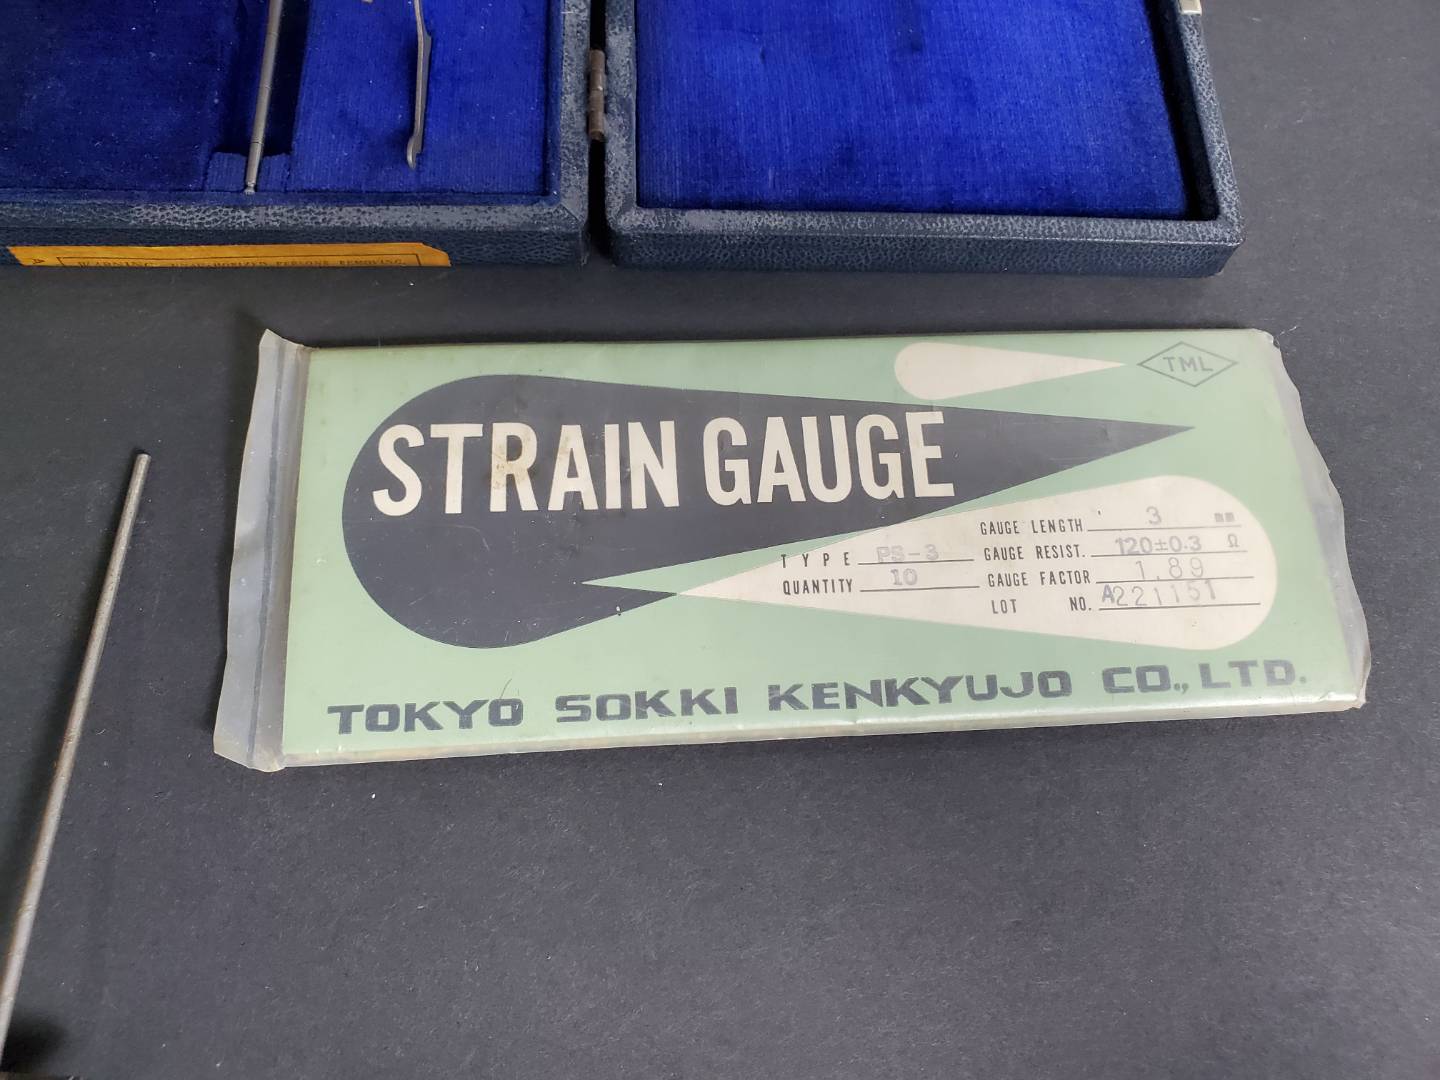 WARNING
TML
STRAIN GAUGE
GAUGE LENGTH 3 mm
TYPE PS-3 GAUGE RESIST. 120±0.3 Ω
QUANTITY 10 GAUGE FACTOR 1.89
LOT NO. A221151
TOKYO SOKKI KENKYUJO CO., LTD.